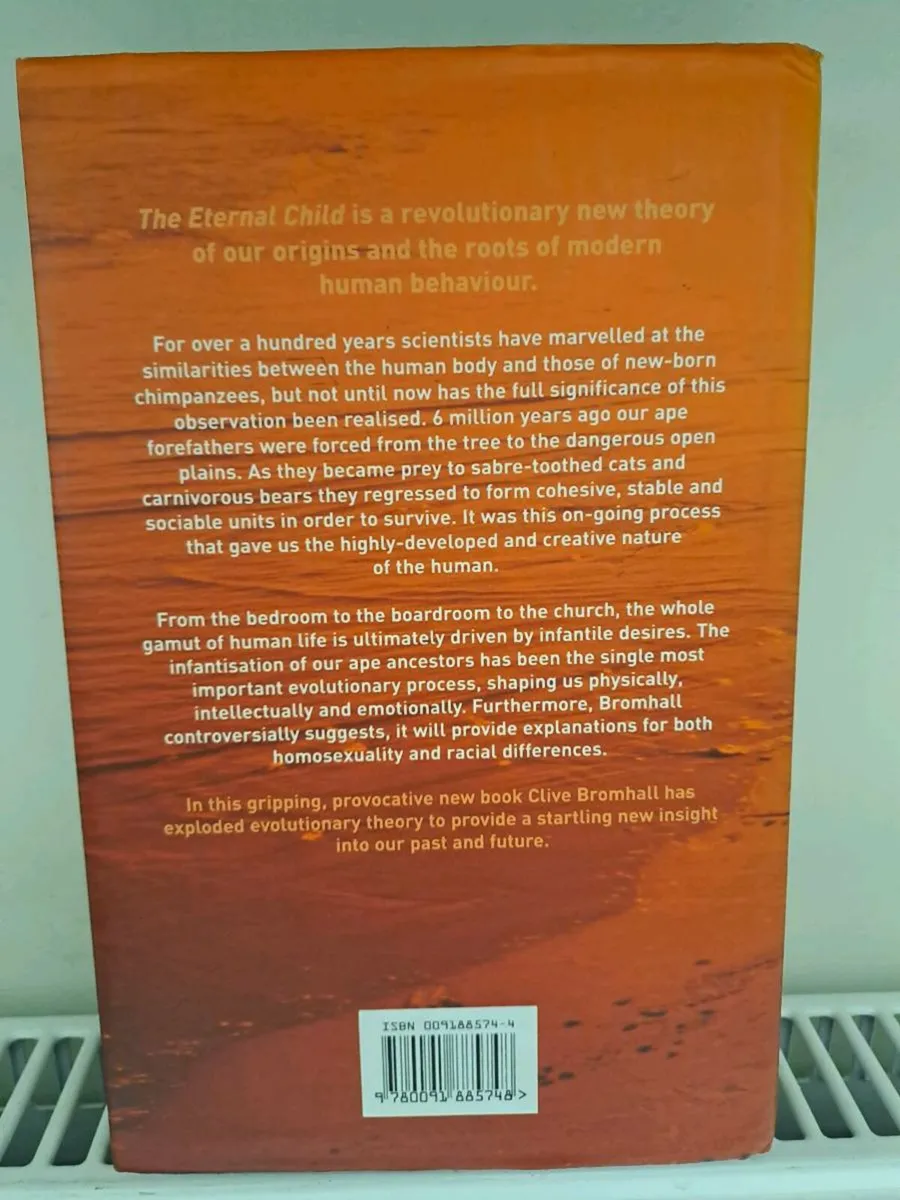 The Eternal Child is a revolutionary new theory
of our origins and the roots of modern
human behaviour.
For over a hundred years scientists have marvelled at the
similarities between the human body and those of new-born
chimpanzees, but not until now has the full significance of this
observation been realised. 6 million years ago our ape
forefathers were forced from the tree to the dangerous open
plains. As they became prey to sabre-toothed cats and
carnivorous bears they regressed to form cohesive, stable and
sociable units in order to survive. It was this on-going process
that gave us the highly-developed and creative nature
of the human.
From the bedroom to the boardroom to the church, the whole
gamut of human life is ultimately driven by infantile desires. The
infantisation of our ape ancestors has been the single most
important evolutionary process, shaping us physically,
intellectually and emotionally. Furthermore, Bromhall
controversially suggests, it will provide explanations for both
homosexuality and racial differences.
In this gripping, provocative new book Clive Bromhall has
exploded evolutionary theory to provide a startling new insight
into our past and future.
ISBN 009188574-4
9 780091 885748 >